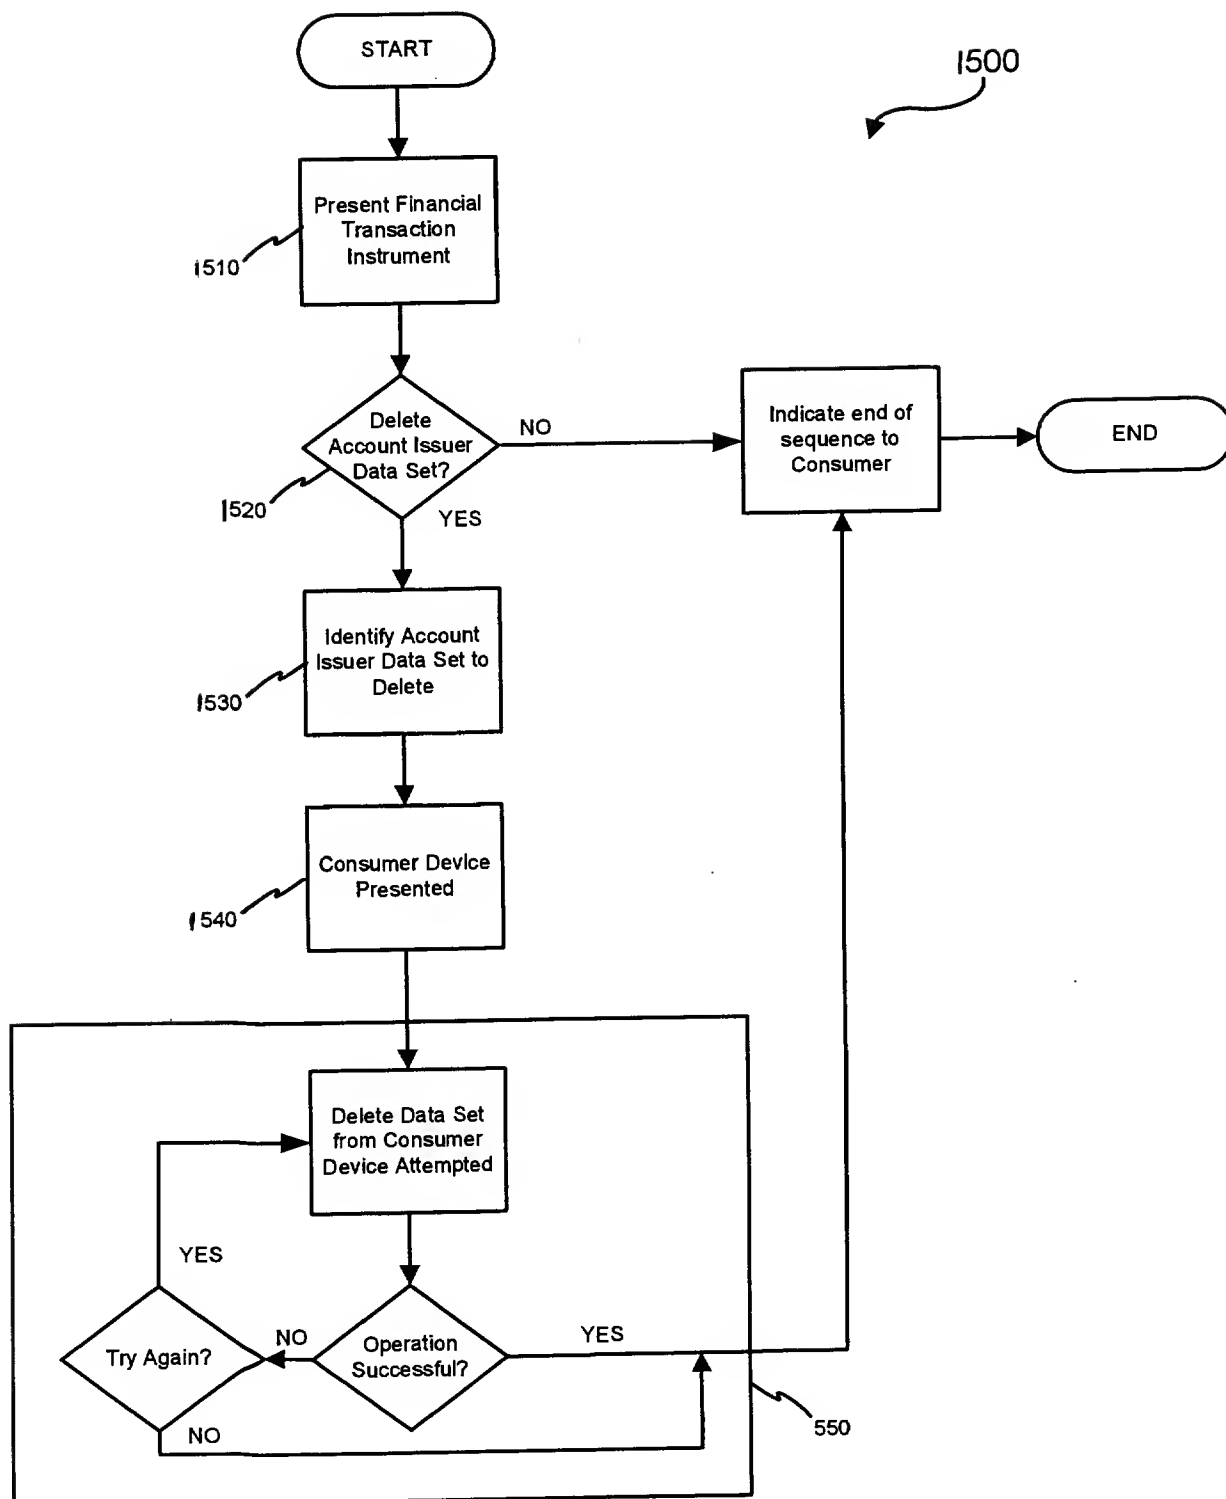 START
1500
Present Financial
Transaction
Instrument
1510
Delete
Account Issuer
Data Set?
NO
Indicate end of
sequence to
Consumer
END
1520
YES
Identify Account
Issuer Data Set to
Delete
1530
Consumer Device
Presented
1540
Delete Data Set
from Consumer
Device Attempted
YES
Try Again?
NO
Operation
Successful?
YES
NO
550